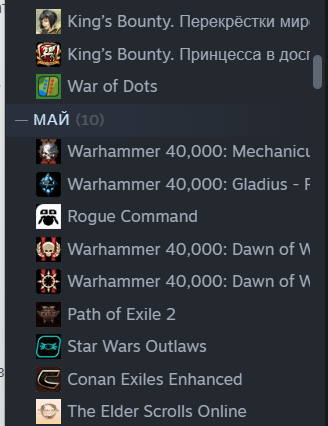 King's Bounty. Перекрёстки мир
King's Bounty. Принцесса в досп
War of Dots
— МАЙ (10)
Warhammer 40,000: Mechanicu
Warhammer 40,000: Gladius - F
Rogue Command
Warhammer 40,000: Dawn of W
Warhammer 40,000: Dawn of W
Path of Exile 2
Star Wars Outlaws
Conan Exiles Enhanced
The Elder Scrolls Online